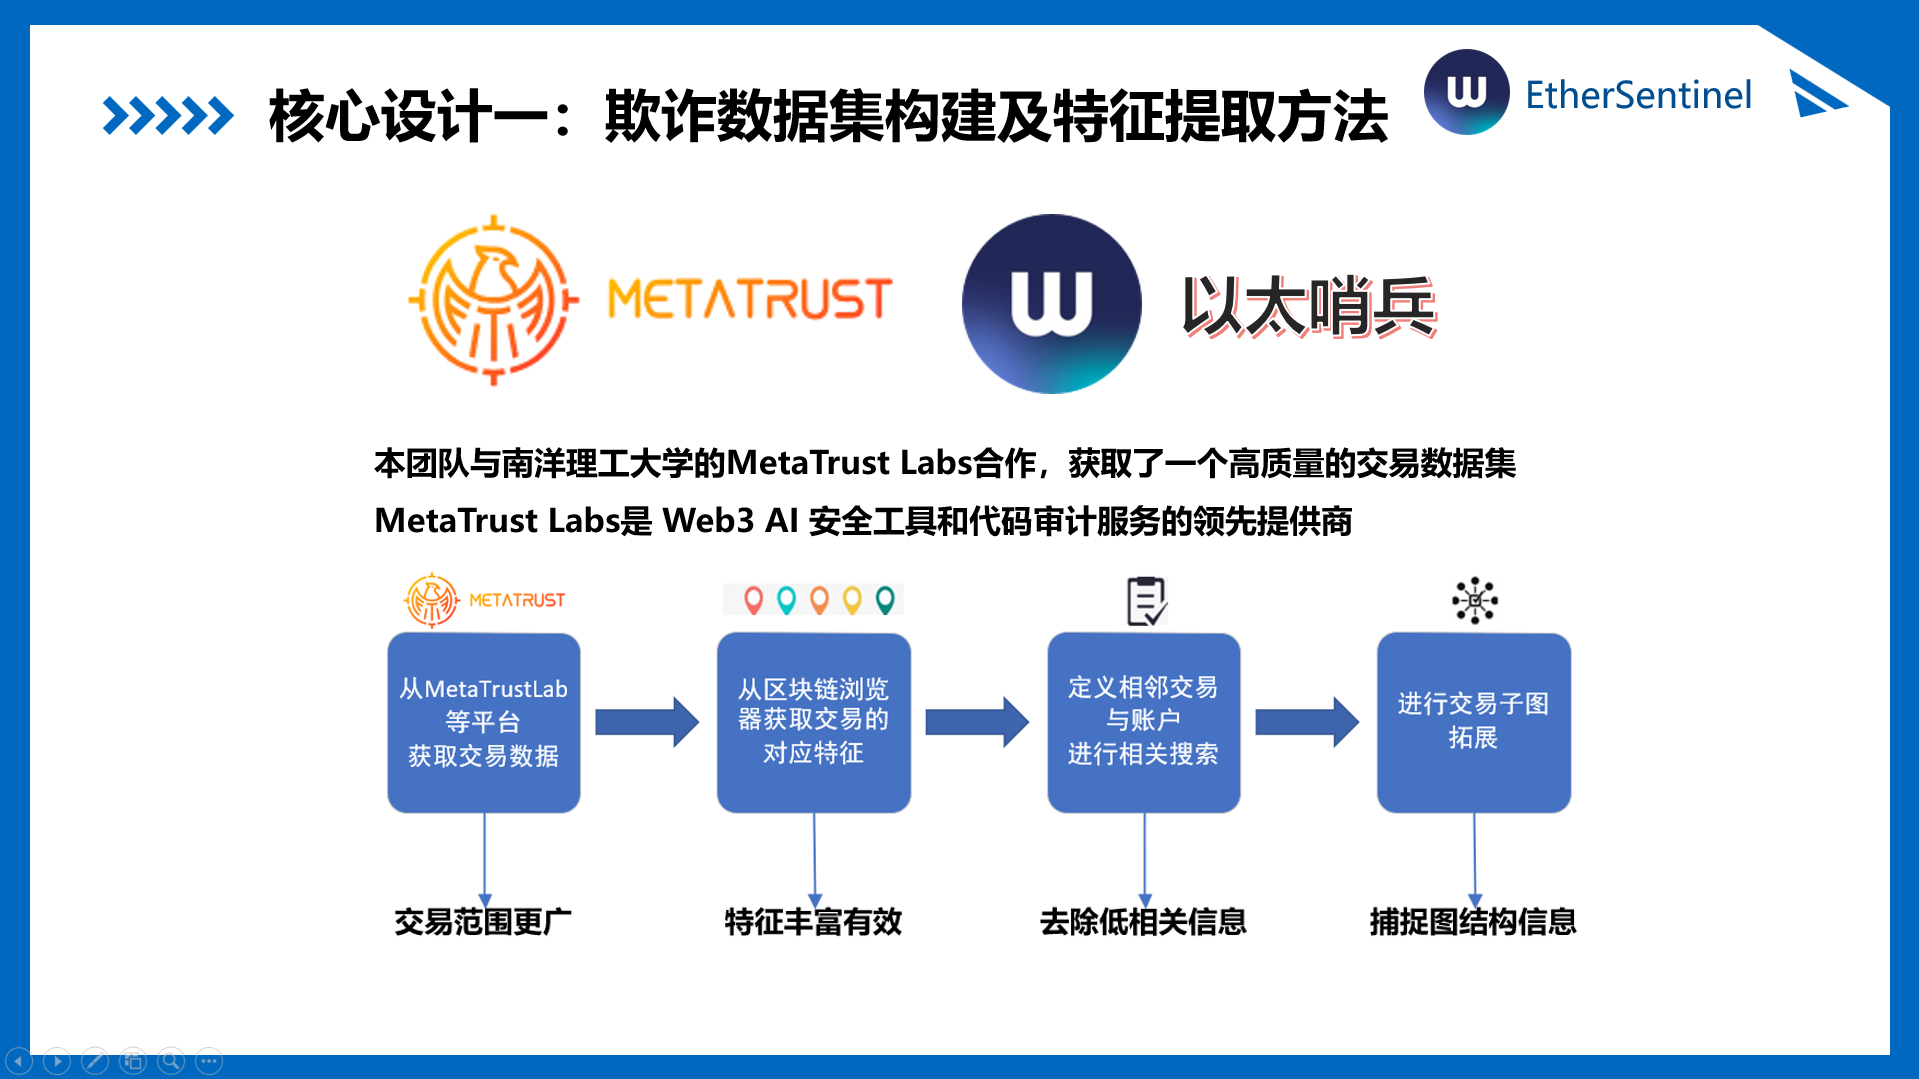 核心设计一：欺诈数据集构建及特征提取方法
W EtherSentinel
METATRUST
W 以太哨兵
本团队与南洋理工大学的MetaTrust Labs合作，获取了一个高质量的交易数据集
MetaTrust Labs是 Web3 AI 安全工具和代码审计服务的领先提供商
METATRUST
从MetaTrustLab
等平台
获取交易数据
从区块链浏览
器获取交易的
对应特征
定义相邻交易
与账户
进行相关搜索
进行交易子图
拓展
交易范围更广
特征丰富有效
去除低相关信息
捕捉图结构信息